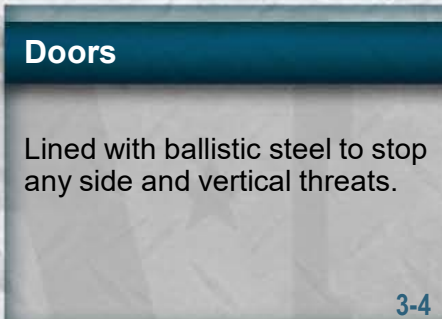 Doors
Lined with ballistic steel to stop
any side and vertical threats.
3-4